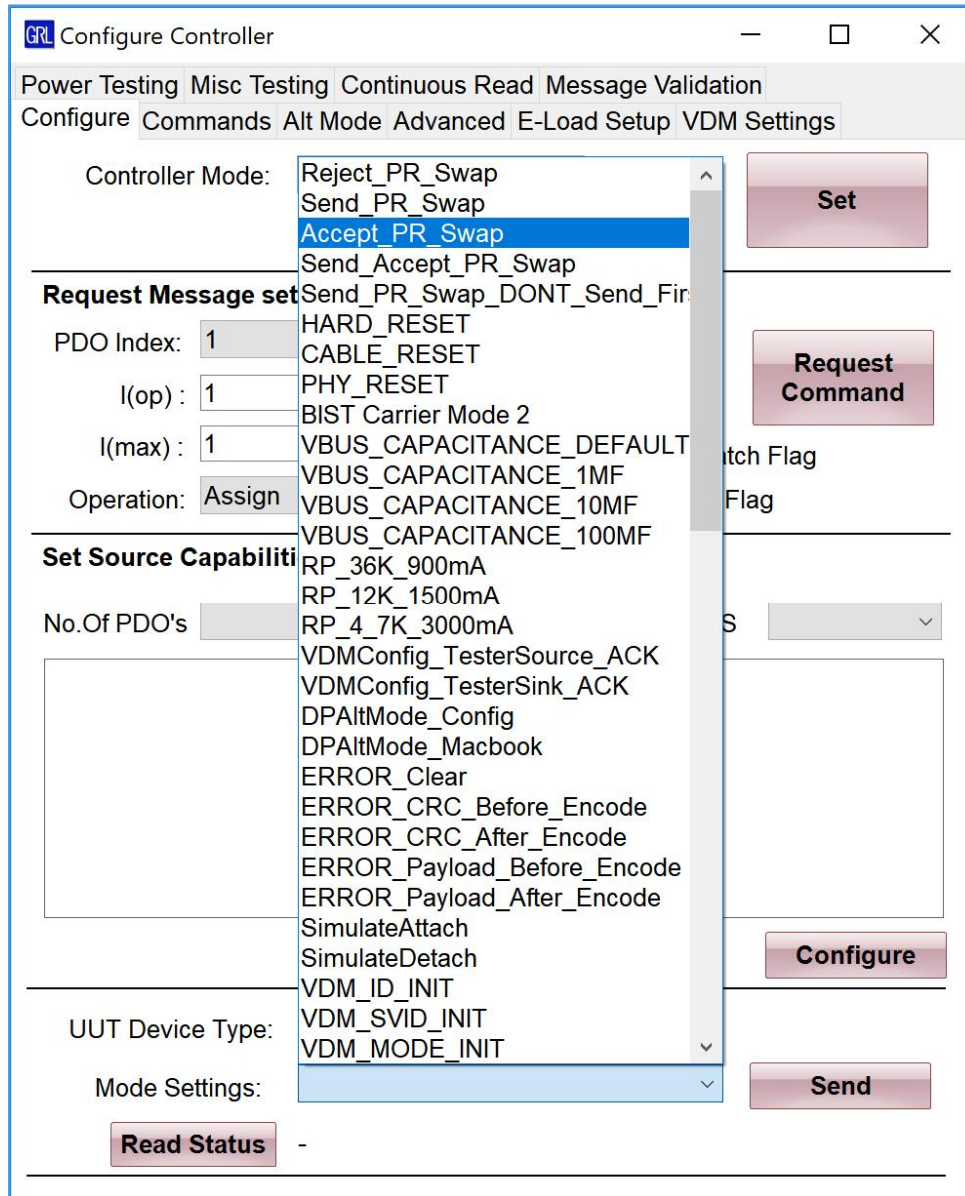 GRL Configure Controller
Power Testing Misc Testing Continuous Read Message Validation
Configure Commands Alt Mode Advanced E-Load Setup VDM Settings
Controller Mode:
Set
Reject_PR_Swap
Send_PR_Swap
Accept_PR_Swap
Send_Accept_PR_Swap
Send_PR_Swap_DONT_Send_Fir
HARD_RESET
CABLE_RESET
PHY_RESET
BIST Carrier Mode 2
VBUS_CAPACITANCE_DEFAULT
VBUS_CAPACITANCE_1MF
VBUS_CAPACITANCE_10MF
VBUS_CAPACITANCE_100MF
RP_36K_900mA
RP_12K_1500mA
RP_4_7K_3000mA
VDMConfig_TesterSource_ACK
VDMConfig_TesterSink_ACK
DPAltMode_Config
DPAltMode_Macbook
ERROR_Clear
ERROR_CRC_Before_Encode
ERROR_CRC_After_Encode
ERROR_Payload_Before_Encode
ERROR_Payload_After_Encode
SimulateAttach
SimulateDetach
VDM_ID_INIT
VDM_SVID_INIT
VDM_MODE_INIT
Request Message set
PDO Index: 1
I(op) : 1
I(max) : 1
Operation: Assign
Request
Command
tch Flag
Flag
Set Source Capabiliti
No.Of PDO's
S
Configure
UUT Device Type:
Mode Settings:
Send
Read Status -